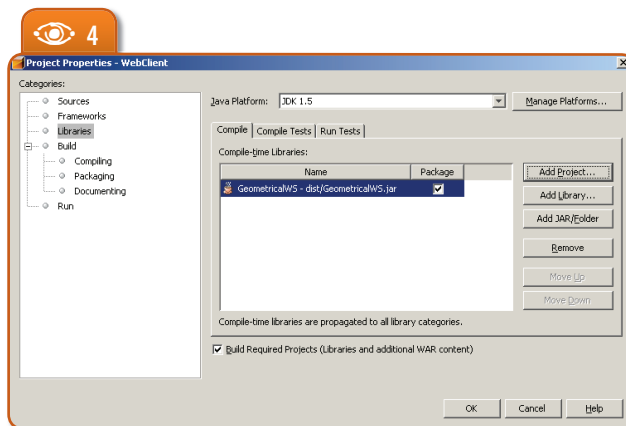 4
Project Properties - WebClient
Categories:
Sources
Frameworks
Libraries
Build
Compiling
Packaging
Documenting
Run
Java Platform: JDK 1.5 Manage Platforms...
Compile Compile Tests Run Tests
Compile-time Libraries:
Name Package
GeometricalWS - dist/GeometricalWS.jar
Add Project...
Add Library...
Add JAR/Folder
Remove
Move Up
Move Down
Compile-time libraries are propagated to all library categories.
Build Required Projects (Libraries and additional WAR content)
OK Cancel Help